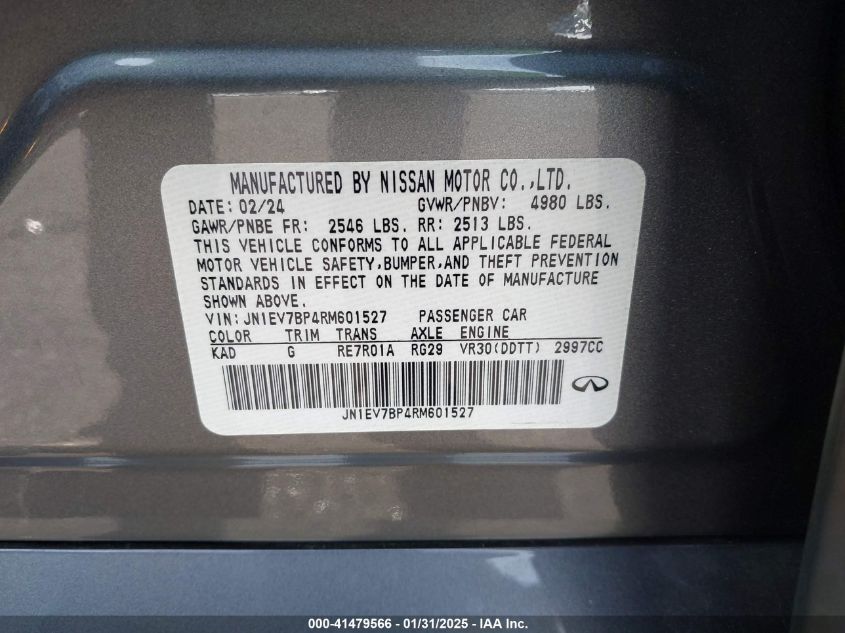 MANUFACTURED BY NISSAN MOTOR CO.,LTD.
DATE: 02/24 GVWR/PNBV: 4980 LBS.
GAWR/PNBE FR: 2546 LBS. RR: 2513 LBS.
THIS VEHICLE CONFORMS TO ALL APPLICABLE FEDERAL
MOTOR VEHICLE SAFETY,BUMPER,AND THEFT PREVENTION
STANDARDS IN EFFECT ON THE DATE OF MANUFACTURE
SHOWN ABOVE.
VIN: JN1EV7BP4RM601527 PASSENGER CAR
COLOR TRIM TRANS AXLE ENGINE
KAD G RE7R01A RG29 VR30(DDTT) 2997CC
JN1EV7BP4RM601527
000-41479566 - 01/31/2025 - IAA Inc.